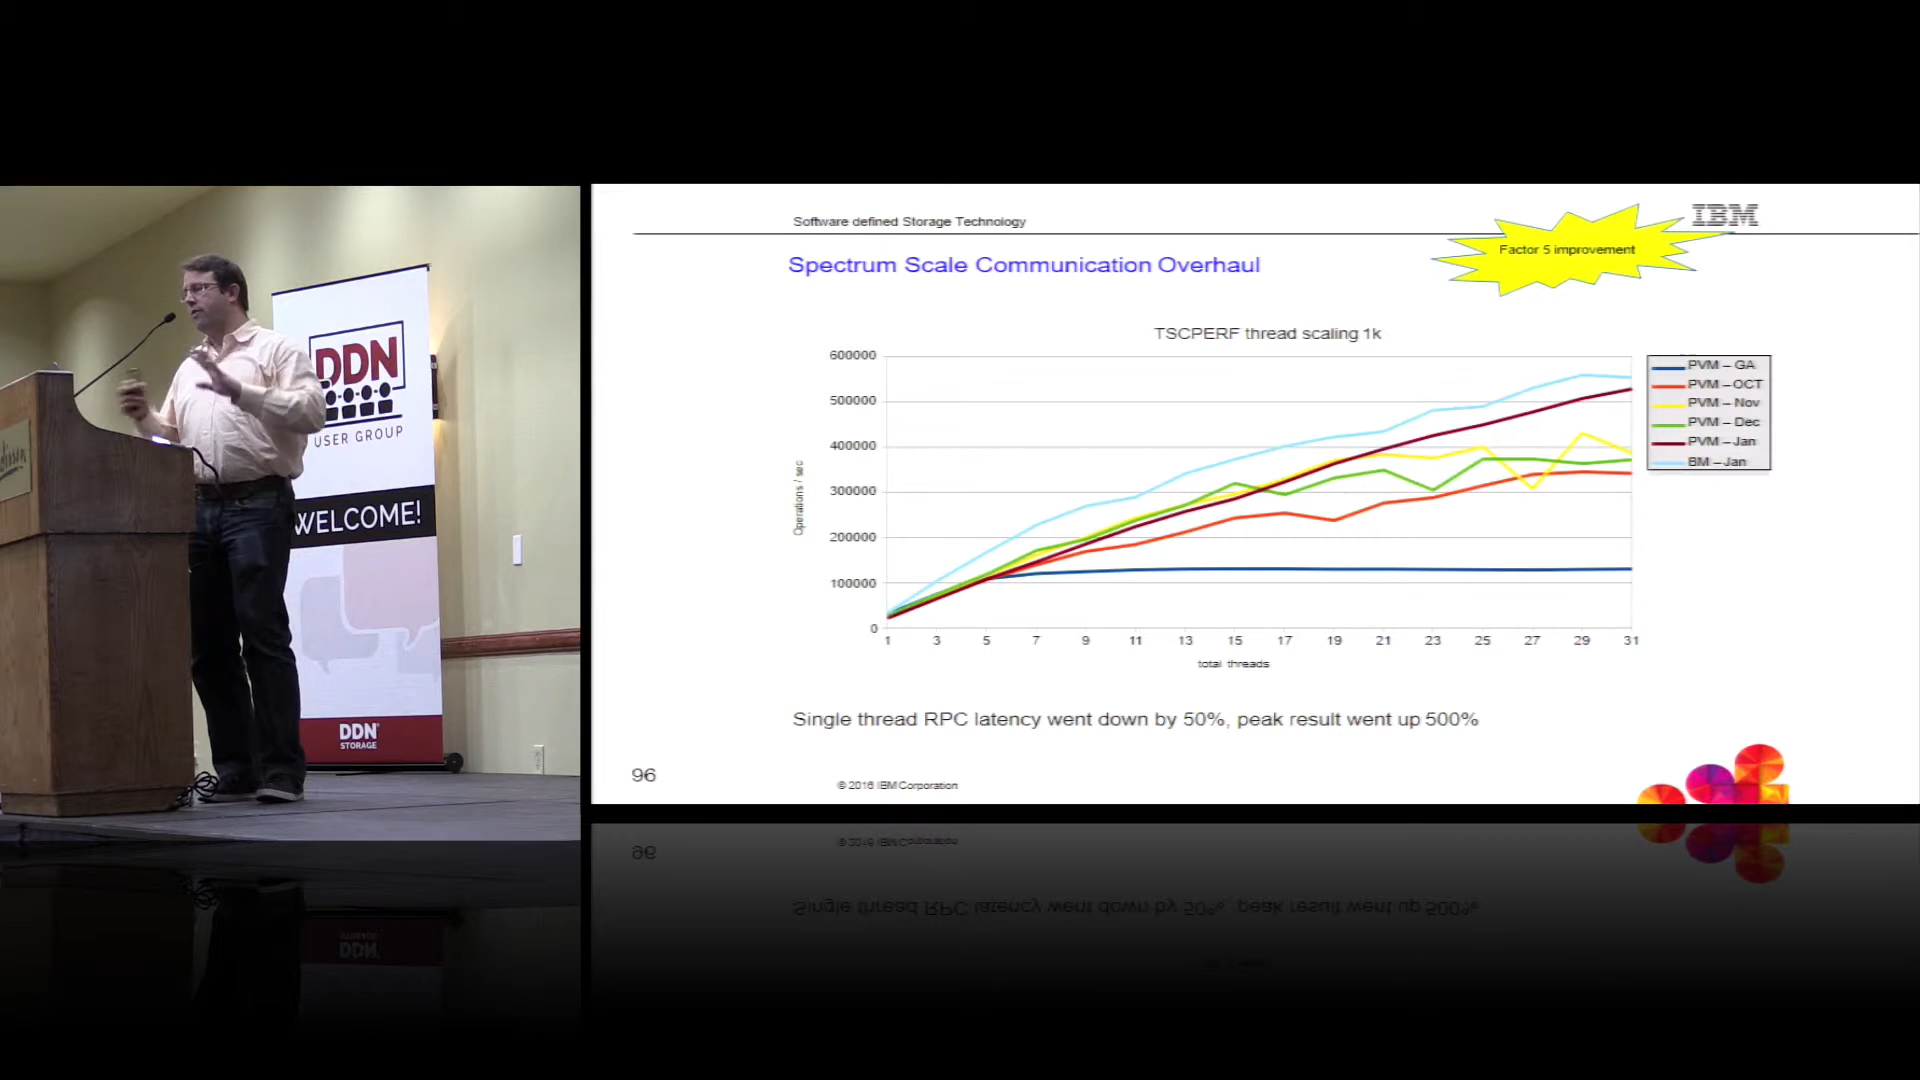 DDN
USER GROUP
WELCOME!
DDN
STORAGE
Software defined Storage Technology
IBM
Factor 5 improvement
Spectrum Scale Communication Overhaul
TSCPERF thread scaling 1k
600000
500000
400000
300000
200000
100000
0
Operations / sec
1 3 5 7 9 11 13 15 17 19 21 23 25 27 29 31
total threads
PVM – GA
PVM – OCT
PVM – Nov
PVM – Dec
PVM – Jan
BM – Jan
Single thread RPC latency went down by 50%, peak result went up 500%
96
© 2016 IBM Corporation